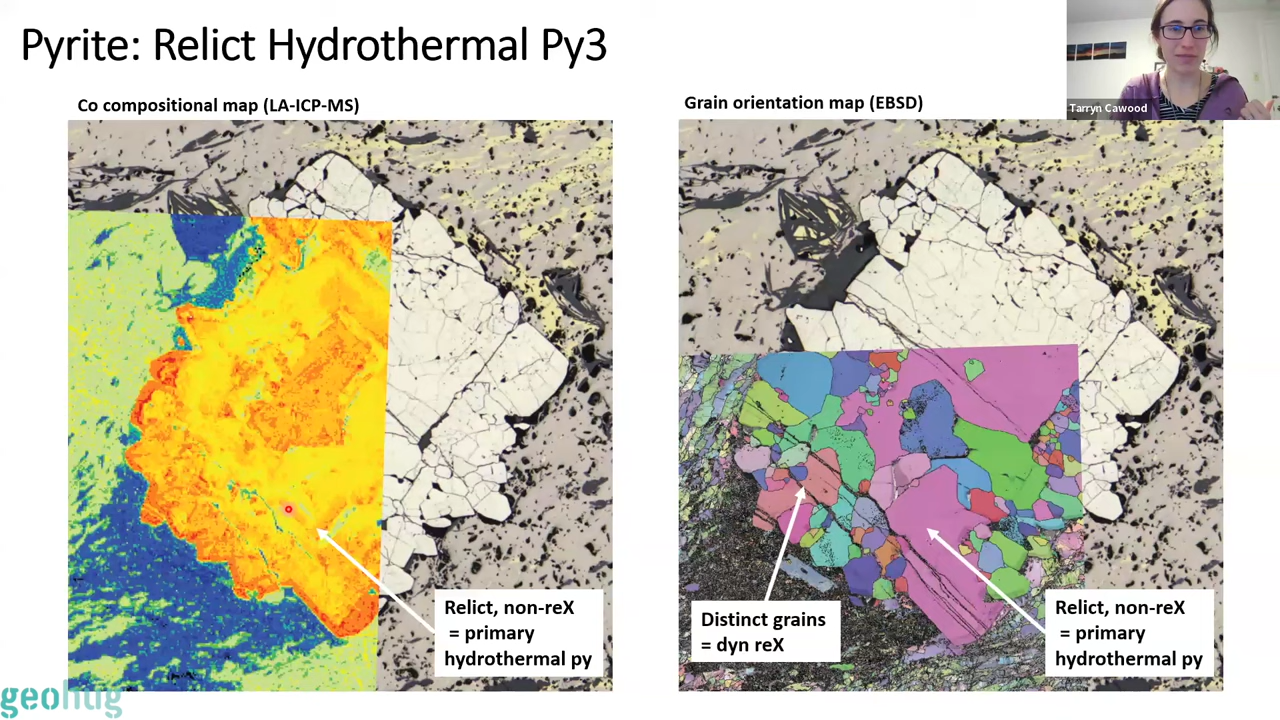 Pyrite: Relict Hydrothermal Py3
Tarryn Cawood
Co compositional map (LA-ICP-MS)
Grain orientation map (EBSD)
Relict, non-reX
= primary
hydrothermal py
Distinct grains
= dyn reX
Relict, non-reX
= primary
hydrothermal py
geohug